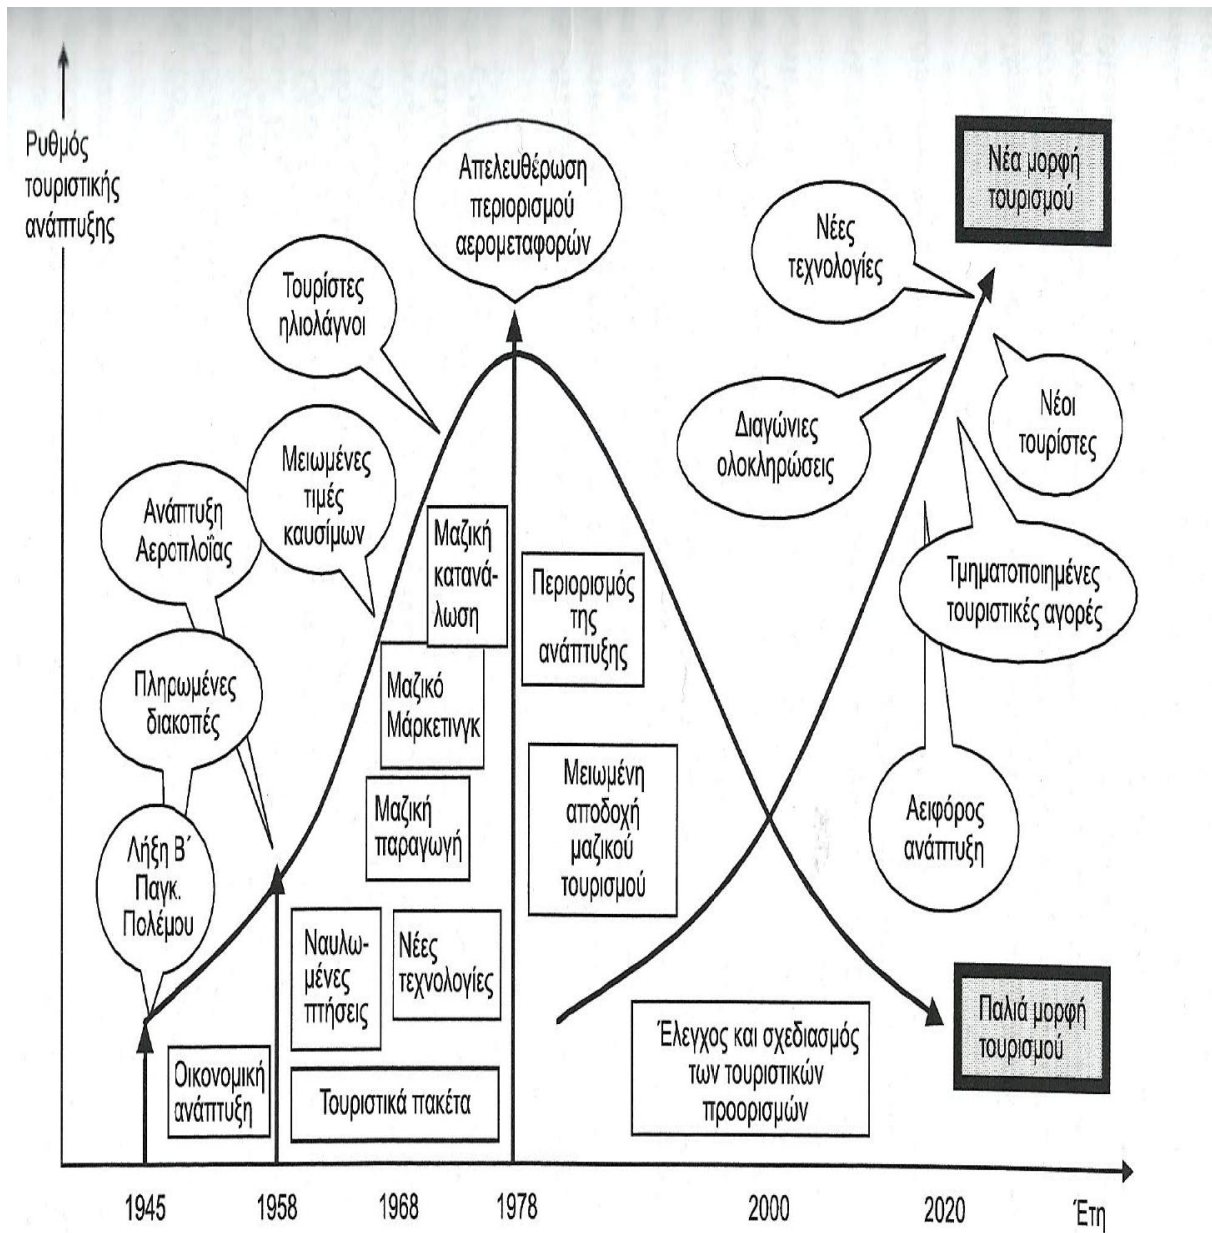 Ρυθμός
τουριστικής
ανάπτυξης
Απελευθέρωση
περιορισμού
αερομεταφορών
Νέα μορφή
τουρισμού
Τουρίστες
ηλιολάγνοι
Νέες
τεχνολογίες
Μειωμένες
τιμές
καυσίμων
Διαγώνιες
ολοκληρώσεις
Νέοι
τουρίστες
Ανάπτυξη
Αεροπλοΐας
Μαζική
κατανά-
λωση
Περιορισμός
της
ανάπτυξης
Τμηματοποιημένες
τουριστικές αγορές
Πληρωμένες
διακοπές
Μαζικό
Μάρκετινγκ
Μαζική
παραγωγή
Μειωμένη
αποδοχή
μαζικού
τουρισμού
Αειφόρος
ανάπτυξη
Λήξη Β΄
Παγκ.
Πολέμου
Ναυλω-
μένες
πτήσεις
Νέες
τεχνολογίες
Παλιά μορφή
τουρισμού
Οικονομική
ανάπτυξη
Τουριστικά πακέτα
Έλεγχος και σχεδιασμός
των τουριστικών
προορισμών
1945
1958
1968
1978
2000
2020
Έτη